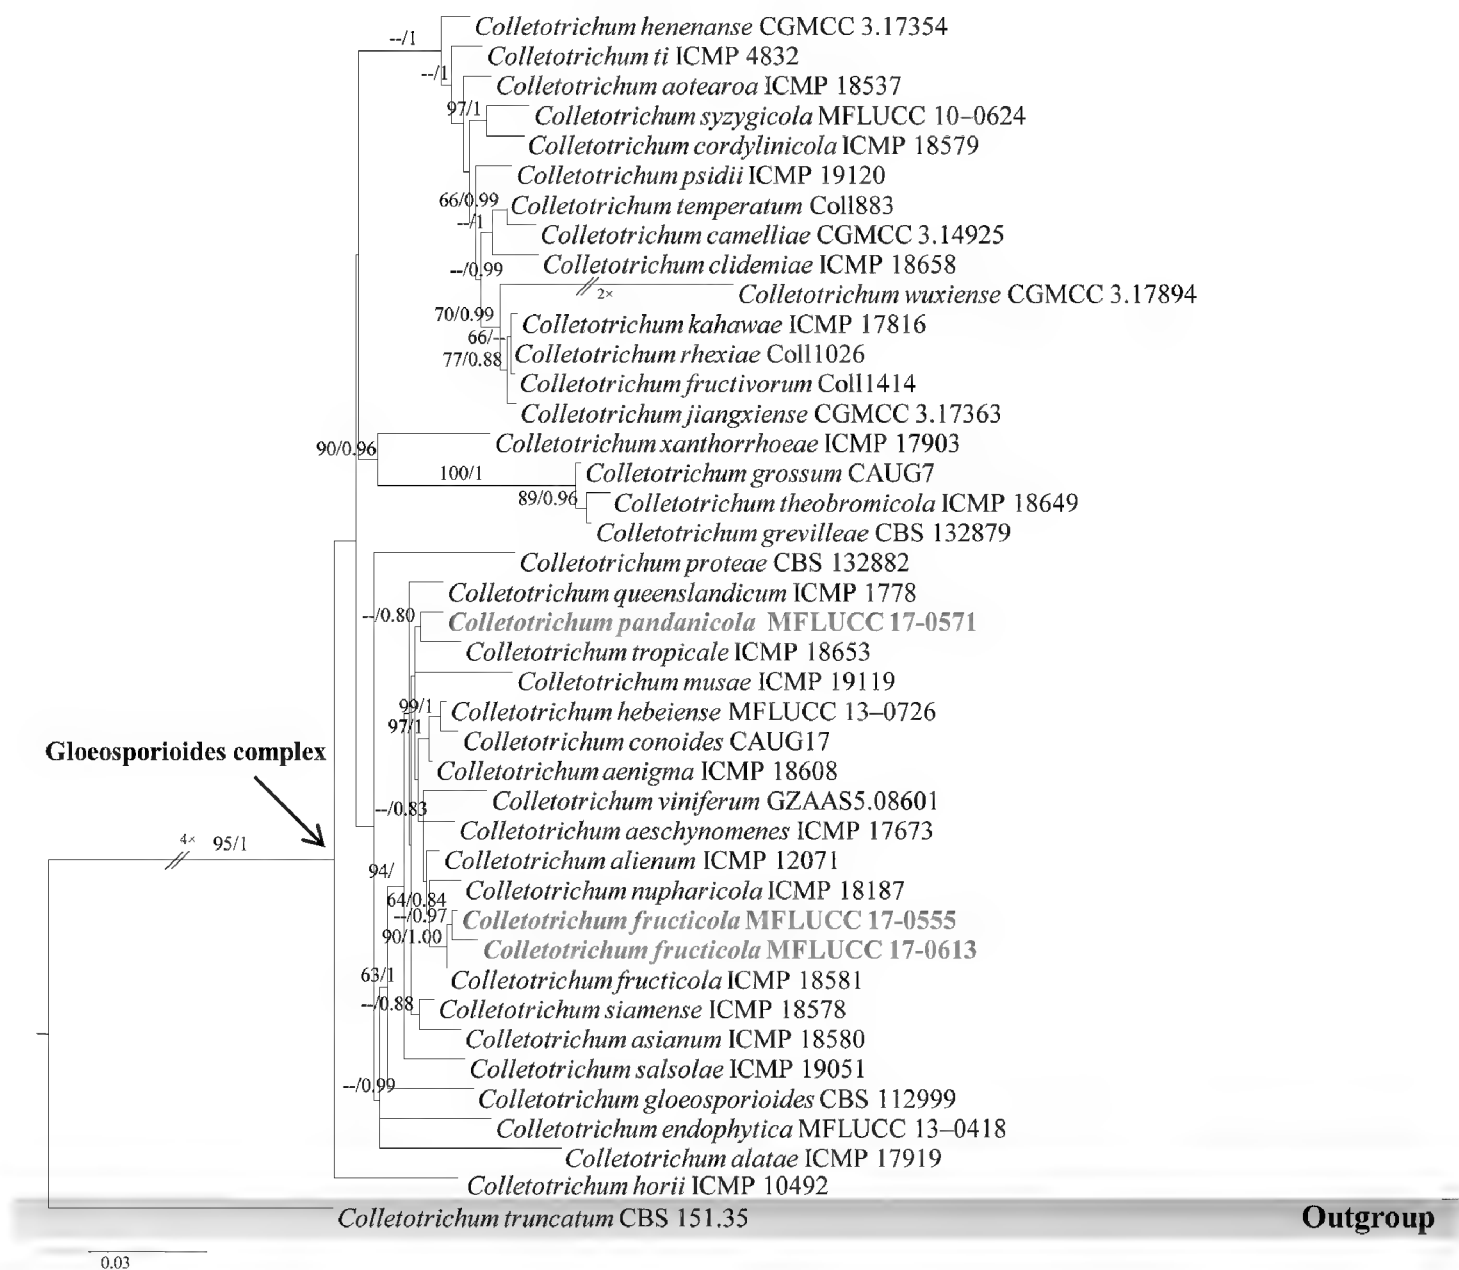 Colletotrichum henenanse CGMCC 3.17354
--/1
Colletotrichum ti ICMP 4832
--/1
Colletotrichum aotearoa ICMP 18537
97/1
Colletotrichum syzygicola MFLUCC 10–0624
Colletotrichum cordylinicola ICMP 18579
Colletotrichum psidii ICMP 19120
66/0.99
Colletotrichum temperatum Coll883
--/1
Colletotrichum camelliae CGMCC 3.14925
Colletotrichum clidemiae ICMP 18658
--/0.99
2×
Colletotrichum wuxiense CGMCC 3.17894
70/0.99
Colletotrichum kahawae ICMP 17816
66/--
Colletotrichum rhexiae Coll1026
77/0.88
Colletotrichum fructivorum Coll1414
Colletotrichum jiangxiense CGMCC 3.17363
90/0.96
Colletotrichum xanthorrhoeae ICMP 17903
100/1
Colletotrichum grossum CAUG7
89/0.96
Colletotrichum theobromicola ICMP 18649
Colletotrichum grevilleae CBS 132879
Colletotrichum proteae CBS 132882
Colletotrichum queenslandicum ICMP 1778
--/0.80
Colletotrichum pandanicola MFLUCC 17-0571
Colletotrichum tropicale ICMP 18653
Colletotrichum musae ICMP 19119
99/1
Colletotrichum hebeiense MFLUCC 13–0726
97/1
Colletotrichum conoides CAUG17
Gloeosporioides complex
Colletotrichum aenigma ICMP 18608
Colletotrichum viniferum GZAAS5.08601
--/0.83
Colletotrichum aeschynomenes ICMP 17673
4× 95/1
Colletotrichum alienum ICMP 12071
94/
Colletotrichum nupharicola ICMP 18187
64/0.84
--/0.97
Colletotrichum fructicola MFLUCC 17-0555
90/1.00
Colletotrichum fructicola MFLUCC 17-0613
63/1
Colletotrichum fructicola ICMP 18581
--/0.88
Colletotrichum siamense ICMP 18578
Colletotrichum asianum ICMP 18580
Colletotrichum salsolae ICMP 19051
--/0.99
Colletotrichum gloeosporioides CBS 112999
Colletotrichum endophytica MFLUCC 13–0418
Colletotrichum alatae ICMP 17919
Colletotrichum horii ICMP 10492
Colletotrichum truncatum CBS 151.35
Outgroup
0.03